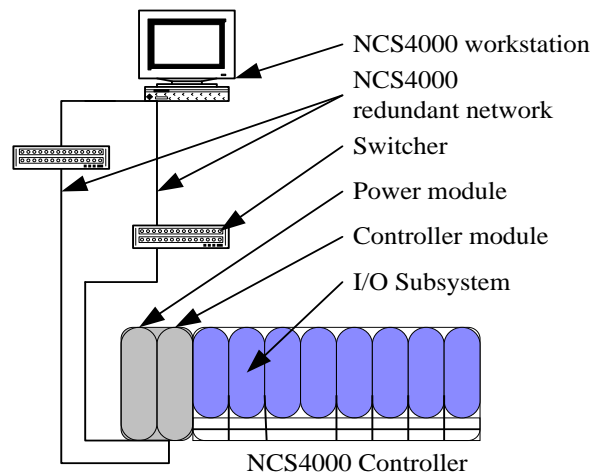 NCS4000 workstation
NCS4000
redundant network
Switcher
Power module
Controller module
I/O Subsystem
NCS4000 Controller